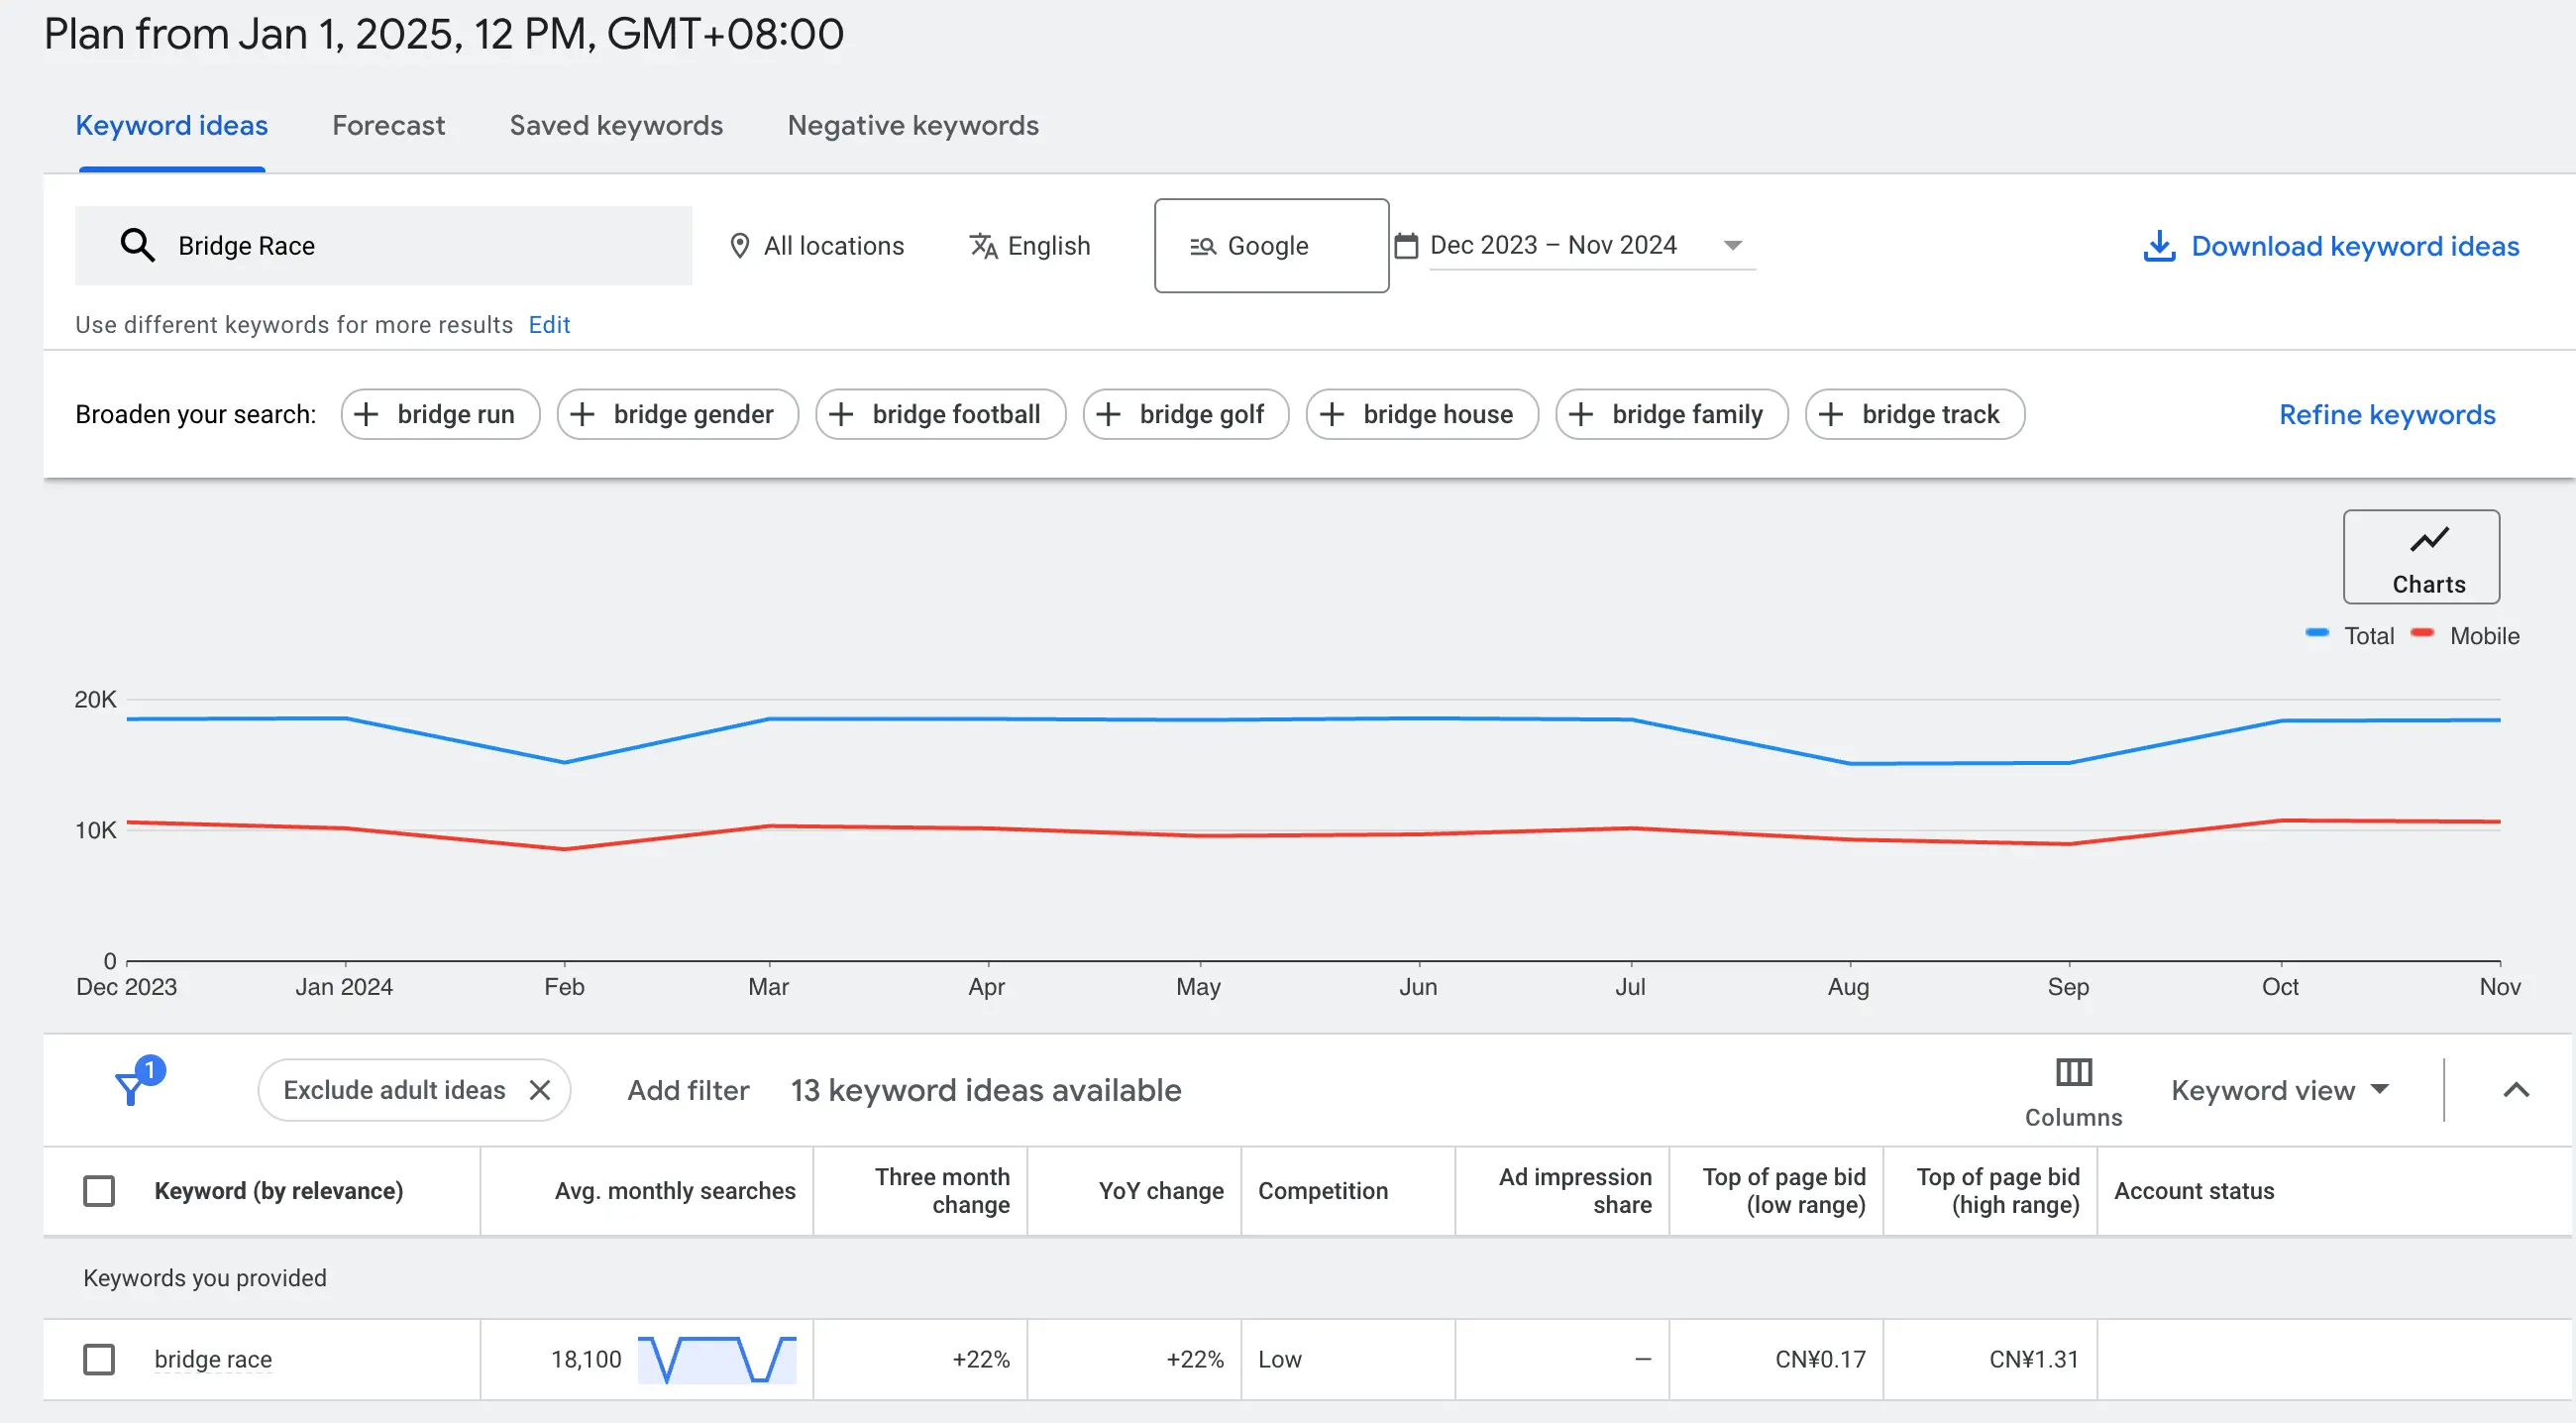 Plan from Jan 1, 2025, 12 PM, GMT+08:00
Keyword ideas Forecast Saved keywords Negative keywords
Bridge Race All locations English Google Dec 2023 – Nov 2024 Download keyword ideas
Use different keywords for more results Edit
Broaden your search: bridge run bridge gender bridge football bridge golf bridge house bridge family bridge track Refine keywords
Charts
Total Mobile
20K
10K
0
Dec 2023 Jan 2024 Feb Mar Apr May Jun Jul Aug Sep Oct Nov
1
Exclude adult ideas Add filter 13 keyword ideas available Columns Keyword view
Keyword (by relevance) Avg. monthly searches Three month change YoY change Competition Ad impression share Top of page bid (low range) Top of page bid (high range) Account status
Keywords you provided
bridge race 18,100 +22% +22% Low – CN¥0.17 CN¥1.31